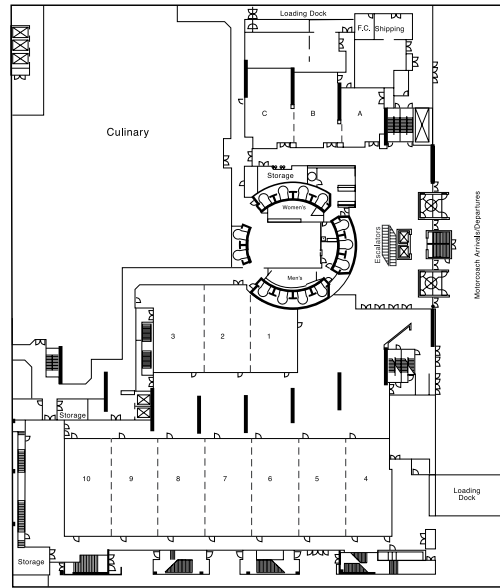 Loading Dock
F.C. Shipping
C
B
A
Culinary
Storage
Women's
Escalators
Motorcoach Arrivals/Departures
Men's
3
2
1
Storage
10
9
8
7
6
5
4
Loading
Dock
Storage